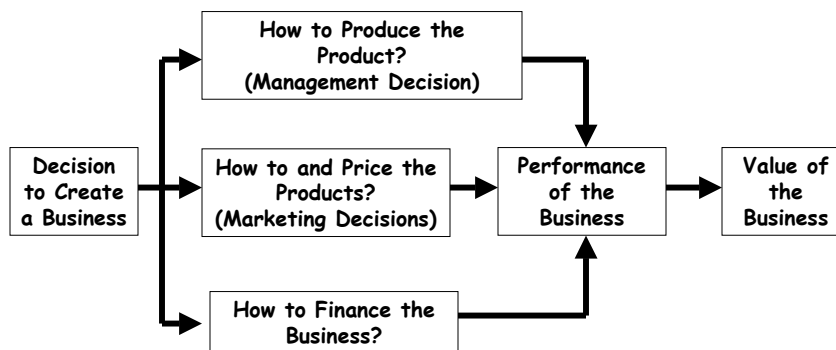 How to Produce the
Product?
(Management Decision)
Decision
to Create
a Business
How to and Price the
Products?
(Marketing Decisions)
Performance
of the
Business
Value of
the
Business
How to Finance the
Business?